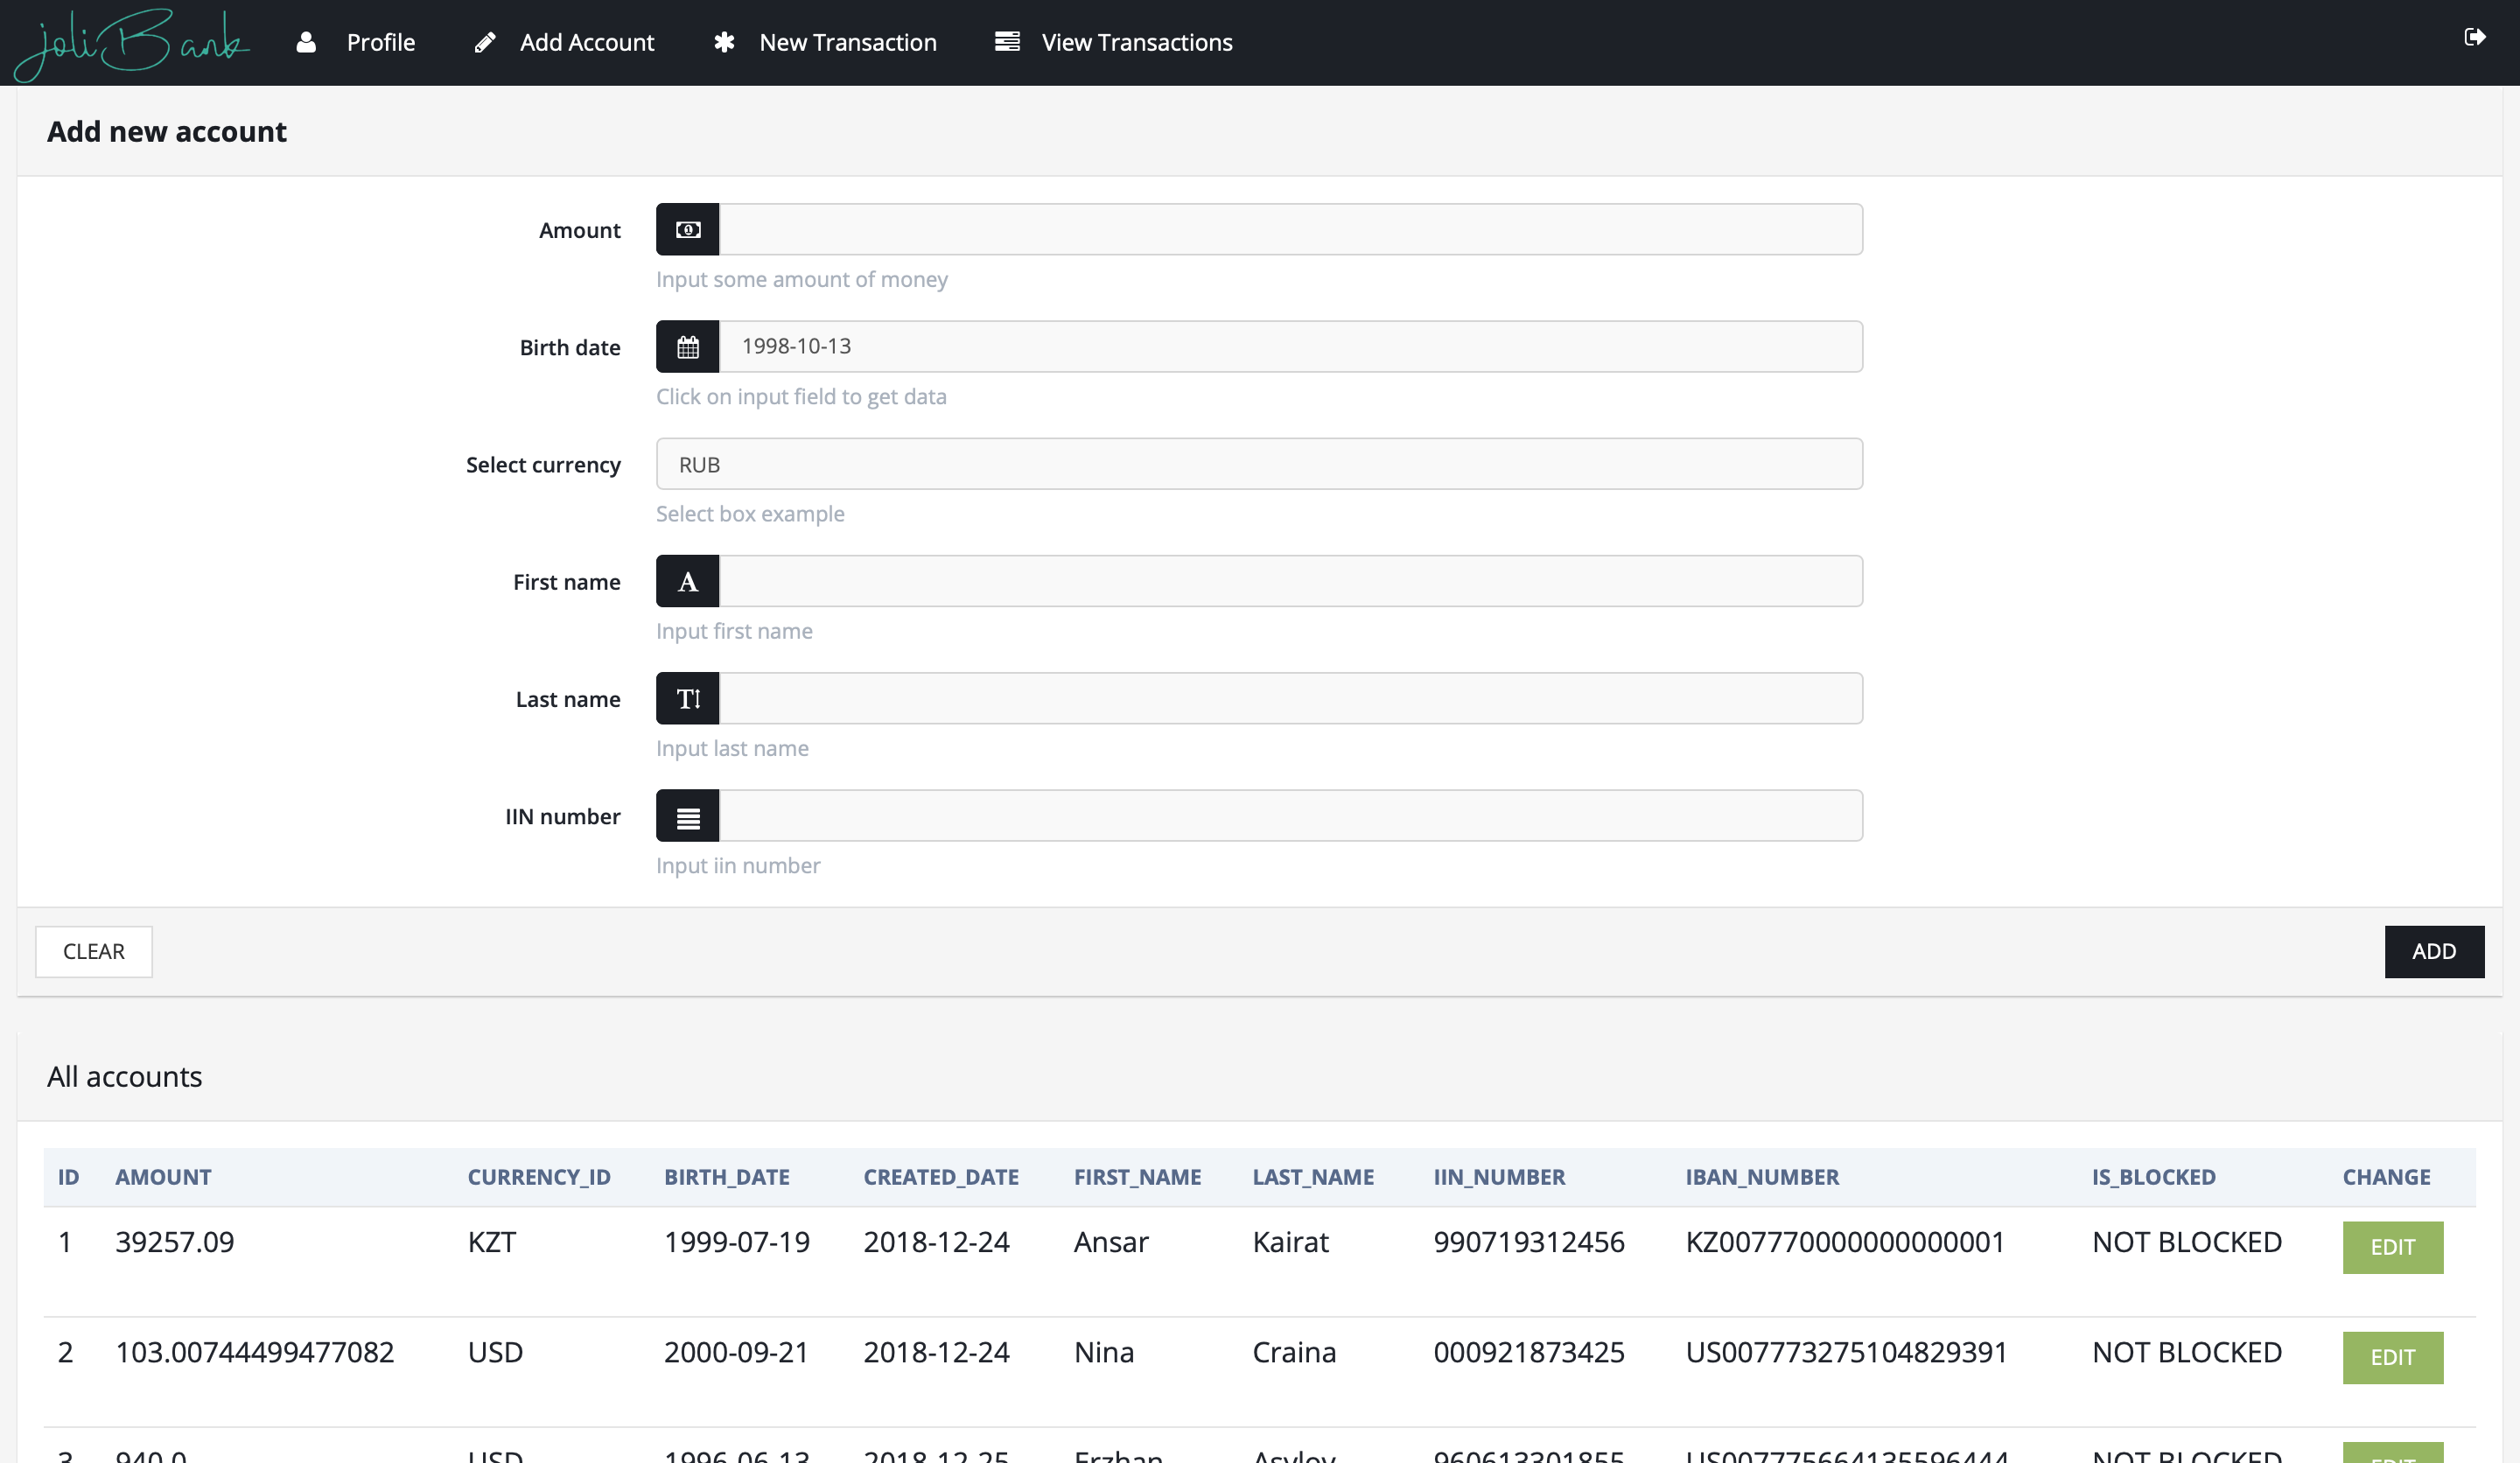 joliBank Profile Add Account New Transaction View Transactions
Add new account
Amount
Input some amount of money
Birth date 1998-10-13
Click on input field to get data
Select currency RUB
Select box example
First name
Input first name
Last name
Input last name
IIN number
Input iin number
CLEAR ADD
All accounts
ID AMOUNT CURRENCY_ID BIRTH_DATE CREATED_DATE FIRST_NAME LAST_NAME IIN_NUMBER IBAN_NUMBER IS_BLOCKED CHANGE
1 39257.09 KZT 1999-07-19 2018-12-24 Ansar Kairat 990719312456 KZ007770000000000001 NOT BLOCKED EDIT
2 103.00744499477082 USD 2000-09-21 2018-12-24 Nina Craina 000921873425 US007773275104829391 NOT BLOCKED EDIT
3 940.0 USD 1996-06-13 2018-12-25 Erzhan 960613301855 US007775664135596444 NOT BLOCKED EDIT